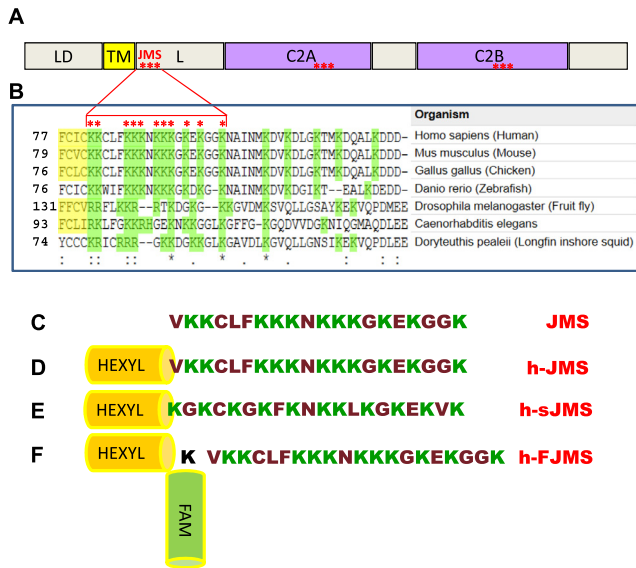 A
LD TM JMS *** L C2A *** C2B ***
B
** *** *** * * *
Organism
77 FCICKKCLFKKKNKKKGKEKGGKNAINMKDVKDLGKTMKDQALKDDD- Homo sapiens (Human)
79 FCVCKKCLFKKKNKKKGKEKGGKNAINMKDVKDLGKTMKDQALKDDD- Mus musculus (Mouse)
76 FCLCKKCLFKKKNKKKGKEKGGKNAINMKDVKDLGKTMKDQALKDDD- Gallus gallus (Chicken)
76 FCICKKWIFKKKNKKKGKDKG-KNAINMKDVKDGIKT--EALKDEDD- Danio rerio (Zebrafish)
131 FFCVRRFLKKR--RTKDGKG--KKGVDMKSVQLLGSAYKEKVQPDMEE Drosophila melanogaster (Fruit fly)
93 FCLIRKLFGKKRHGEKNKKGLKGFFG-KGQDVVDGKNIQGMAQDLEE Caenorhabditis elegans
74 YCCCKRICRRR--GKKDGKKGLKGAVDLKGVQLLGNSIKEKVQPDLEE Doryteuthis pealeii (Longfin inshore squid)
: :: :: * . * . * . : : :
C VKKCLFKKKNKKKGKEKGGK JMS
D HEXYL VKKCLFKKKNKKKGKEKGGK h-JMS
E HEXYL KGKCKGKFKNKKLKGKEKVK h-sJMS
F HEXYL K VKKCLFKKKNKKKGKEKGGK h-FJMS
FAM